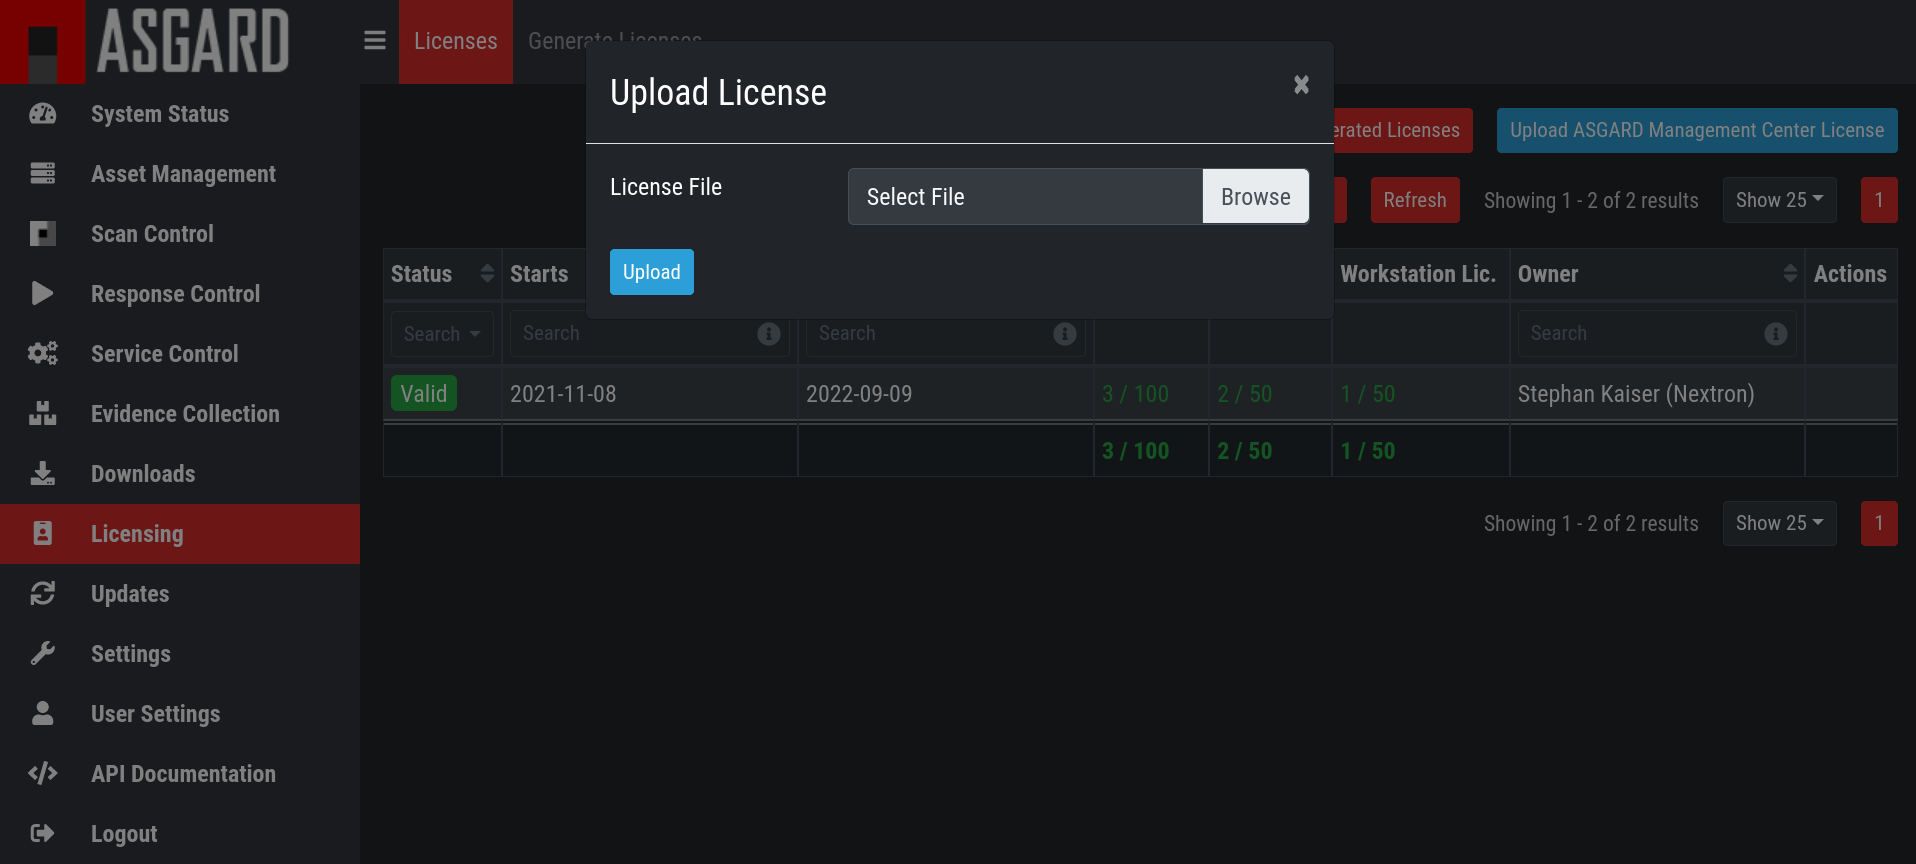 ASGARD
Licenses
Generate Licenses
System Status
Asset Management
Scan Control
Response Control
Service Control
Evidence Collection
Downloads
Licensing
Updates
Settings
User Settings
API Documentation
Logout
Upload License
License File
Select File
Browse
Upload
Licenses
Upload ASGARD Management Center License
Refresh
Showing 1 - 2 of 2 results
Show 25
1
Status
Starts
Workstation Lic.
Owner
Actions
Search
Search
Search
Search
Valid
2021-11-08
2022-09-09
3 / 100
2 / 50
1 / 50
Stephan Kaiser (Nextron)
3 / 100
2 / 50
1 / 50
Showing 1 - 2 of 2 results
Show 25
1